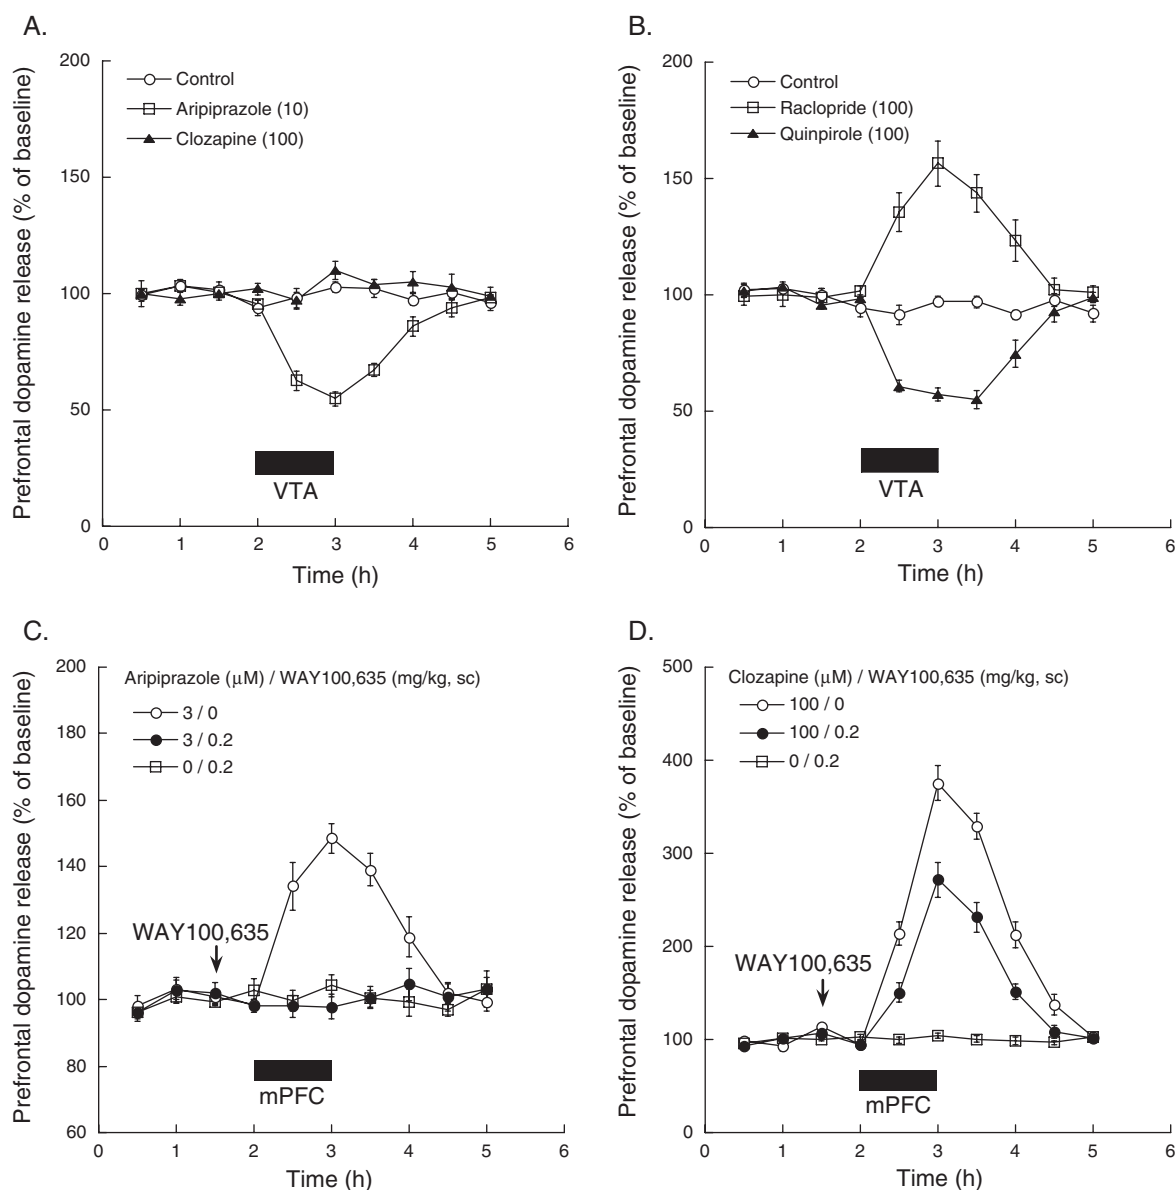 A.
Prefrontal dopamine release (% of baseline)
200
150
100
50
0
Control
Aripiprazole (10)
Clozapine (100)
VTA
0 1 2 3 4 5 6
Time (h)
B.
Prefrontal dopamine release (% of baseline)
200
150
100
50
0
Control
Raclopride (100)
Quinpirole (100)
VTA
0 1 2 3 4 5 6
Time (h)
C.
Prefrontal dopamine release (% of baseline)
200
180
160
140
120
100
80
60
Aripiprazole (μM) / WAY100,635 (mg/kg, sc)
3 / 0
3 / 0.2
0 / 0.2
WAY100,635
mPFC
0 1 2 3 4 5 6
Time (h)
D.
Prefrontal dopamine release (% of baseline)
500
400
300
200
100
0
Clozapine (μM) / WAY100,635 (mg/kg, sc)
100 / 0
100 / 0.2
0 / 0.2
WAY100,635
mPFC
0 1 2 3 4 5 6
Time (h)